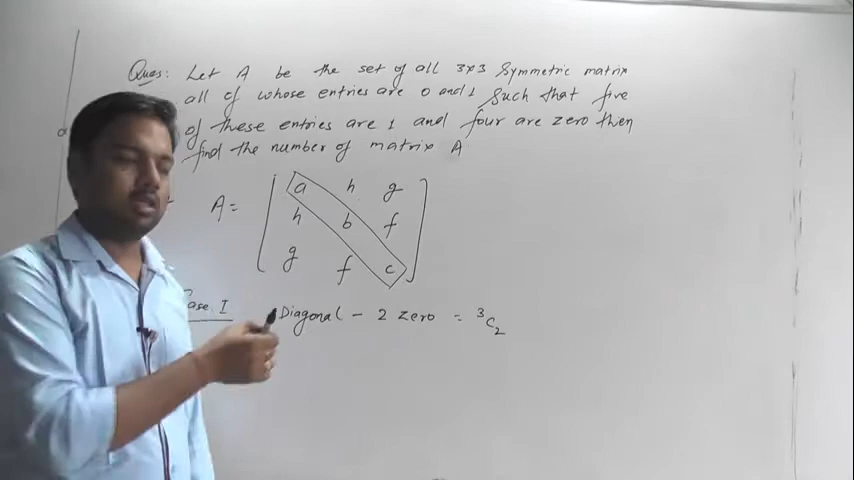 Ques: Let A be the set of all 3x3 Symmetric matrix
all of whose entries are 0 and 1 such that five
of these entries are 1 and four are zero then
find the number of matrix A
A = [ a h g
h b f
g f c ]
Case I Diagonal - 2 zero = ³C₂